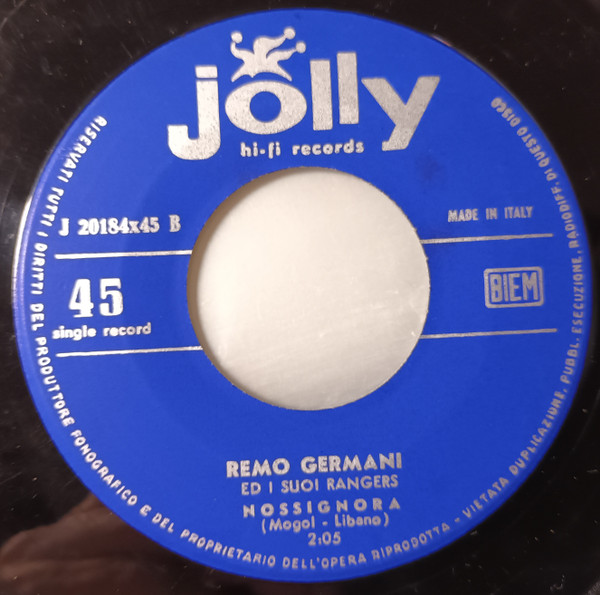 jolly
hi-fi records
J 20184x45 B
MADE IN ITALY
45
single record
BIEM
REMO GERMANI
ED I SUOI RANGERS
NOSSIGNORA
(Mogol - Libano)
2:05
RISERVATI TUTTI I DIRITTI DEL PRODUTTORE FONOGRAFICO E DEL PROPRIETARIO DELL'OPERA RIPRODOTTA - VIETATA DUPLICAZIONE, PUBBL. ESECUZIONE, RADIODIFF. DI QUESTO DISCO